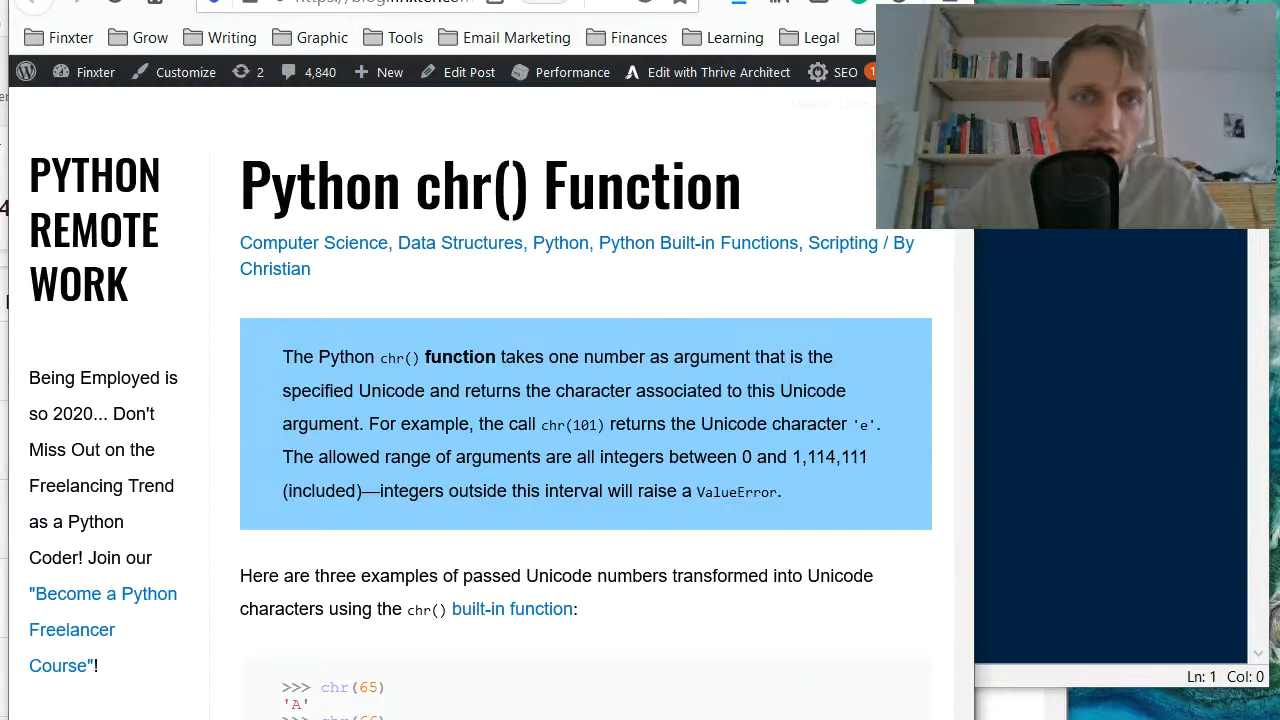 Finxter Grow Writing Graphic Tools Email Marketing Finances Learning Legal
Finxter Customize 2 4,840 New Edit Post Performance Edit with Thrive Architect SEO 1
PYTHON
REMOTE
WORK
Being Employed is
so 2020... Don't
Miss Out on the
Freelancing Trend
as a Python
Coder! Join our
"Become a Python
Freelancer
Course"!
Python chr() Function
Computer Science, Data Structures, Python, Python Built-in Functions, Scripting / By
Christian
The Python chr() function takes one number as argument that is the
specified Unicode and returns the character associated to this Unicode
argument. For example, the call chr(101) returns the Unicode character 'e'.
The allowed range of arguments are all integers between 0 and 1,114,111
(included)—integers outside this interval will raise a ValueError.
Here are three examples of passed Unicode numbers transformed into Unicode
characters using the chr() built-in function:
>>> chr(65)
'A'
>>> chr(66)
Ln: 1 Col: 0